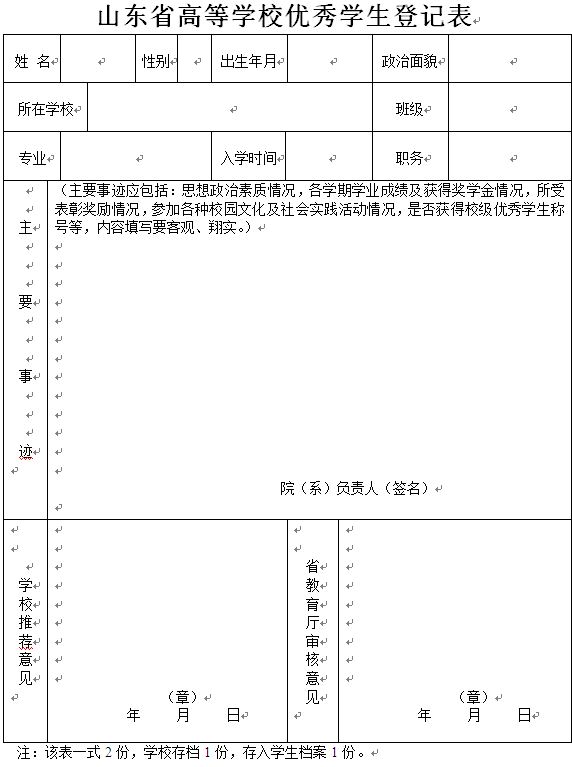 山东省高等学校优秀学生登记表
姓 名 性别 出生年月 政治面貌
所在学校 班级
专业 入学时间 职务
主要事迹
（主要事迹应包括：思想政治素质情况，各学期学业成绩及获得奖学金情况，所受
表彰奖励情况，参加各种校园文化及社会实践活动情况，是否获得校级优秀学生称
号等，内容填写要客观、翔实。）
院（系）负责人（签名）
学校推荐意见
（章）
年 月 日
省教育厅审核意见
（章）
年 月 日
注：该表一式 2 份，学校存档 1 份，存入学生档案 1 份。